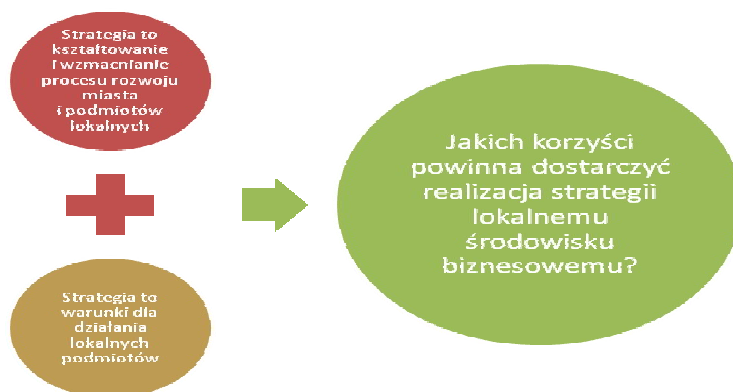 Strategia to
kształtowanie
i wzmacnianie
procesu rozwoju
miasta
i podmiotów
lokalnych
Strategia to
warunki dla
działania
lokalnych
podmiotów
Jakich korzyści
powinna dostarczyć
realizacja strategii
lokalnemu
środowisku
biznesowemu?